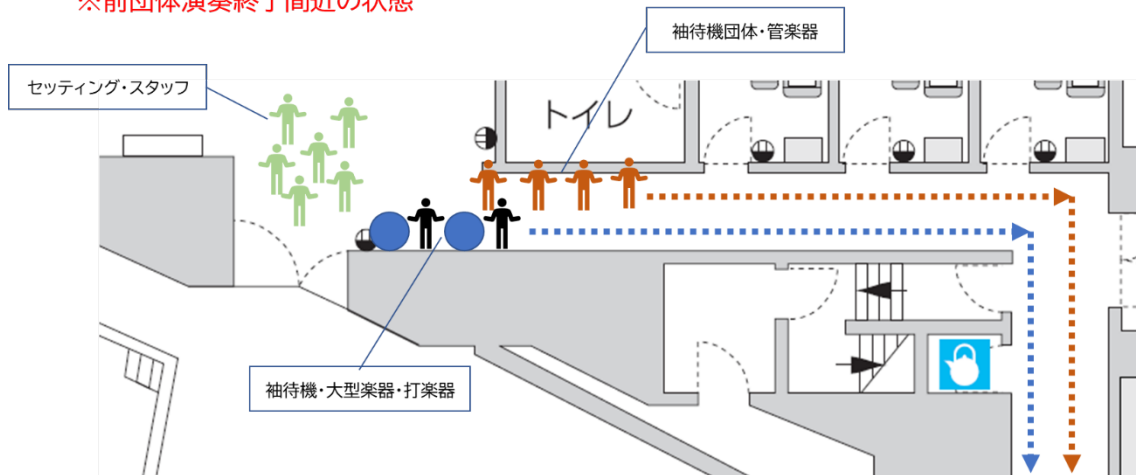 ※前団体演奏終了間近の状態
袖待機団体・管楽器
セッティング・スタッフ
トイレ
袖待機・大型楽器・打楽器